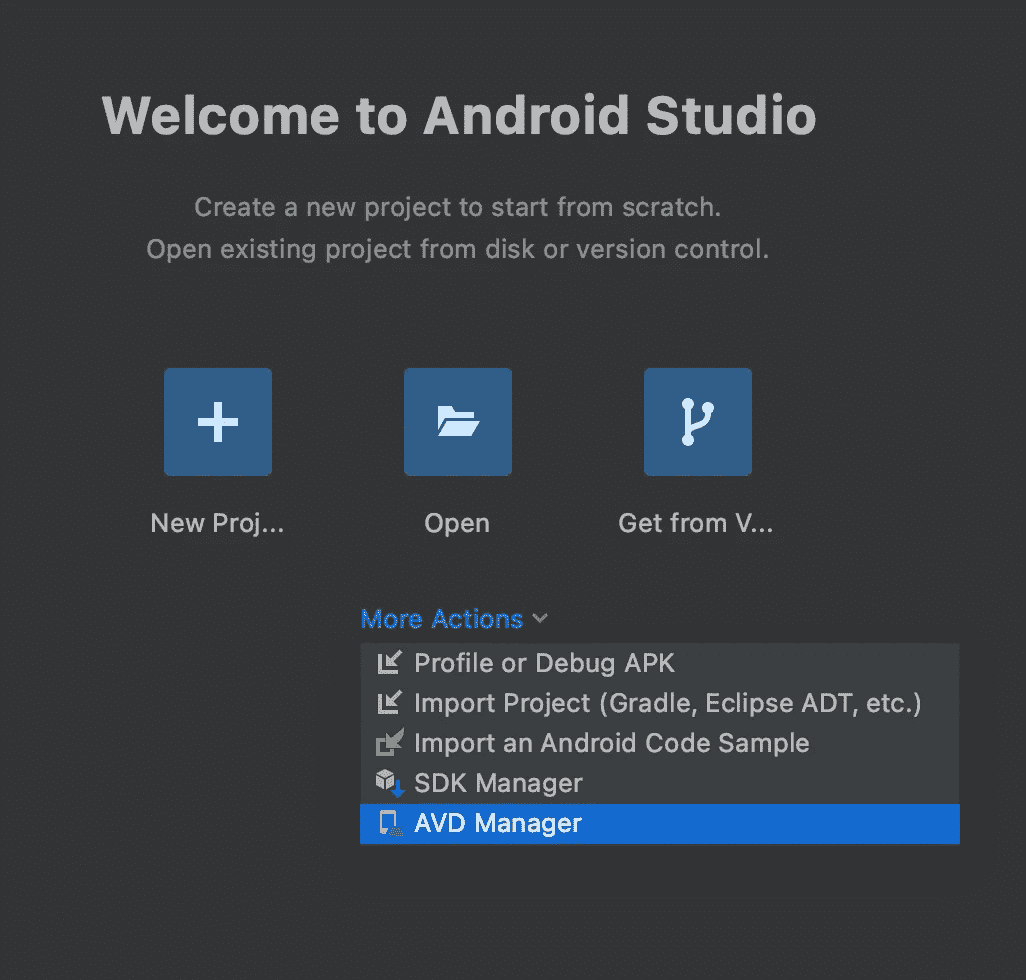 Welcome to Android Studio
Create a new project to start from scratch.
Open existing project from disk or version control.
New Proj...
Open
Get from V...
More Actions
Profile or Debug APK
Import Project (Gradle, Eclipse ADT, etc.)
Import an Android Code Sample
SDK Manager
AVD Manager